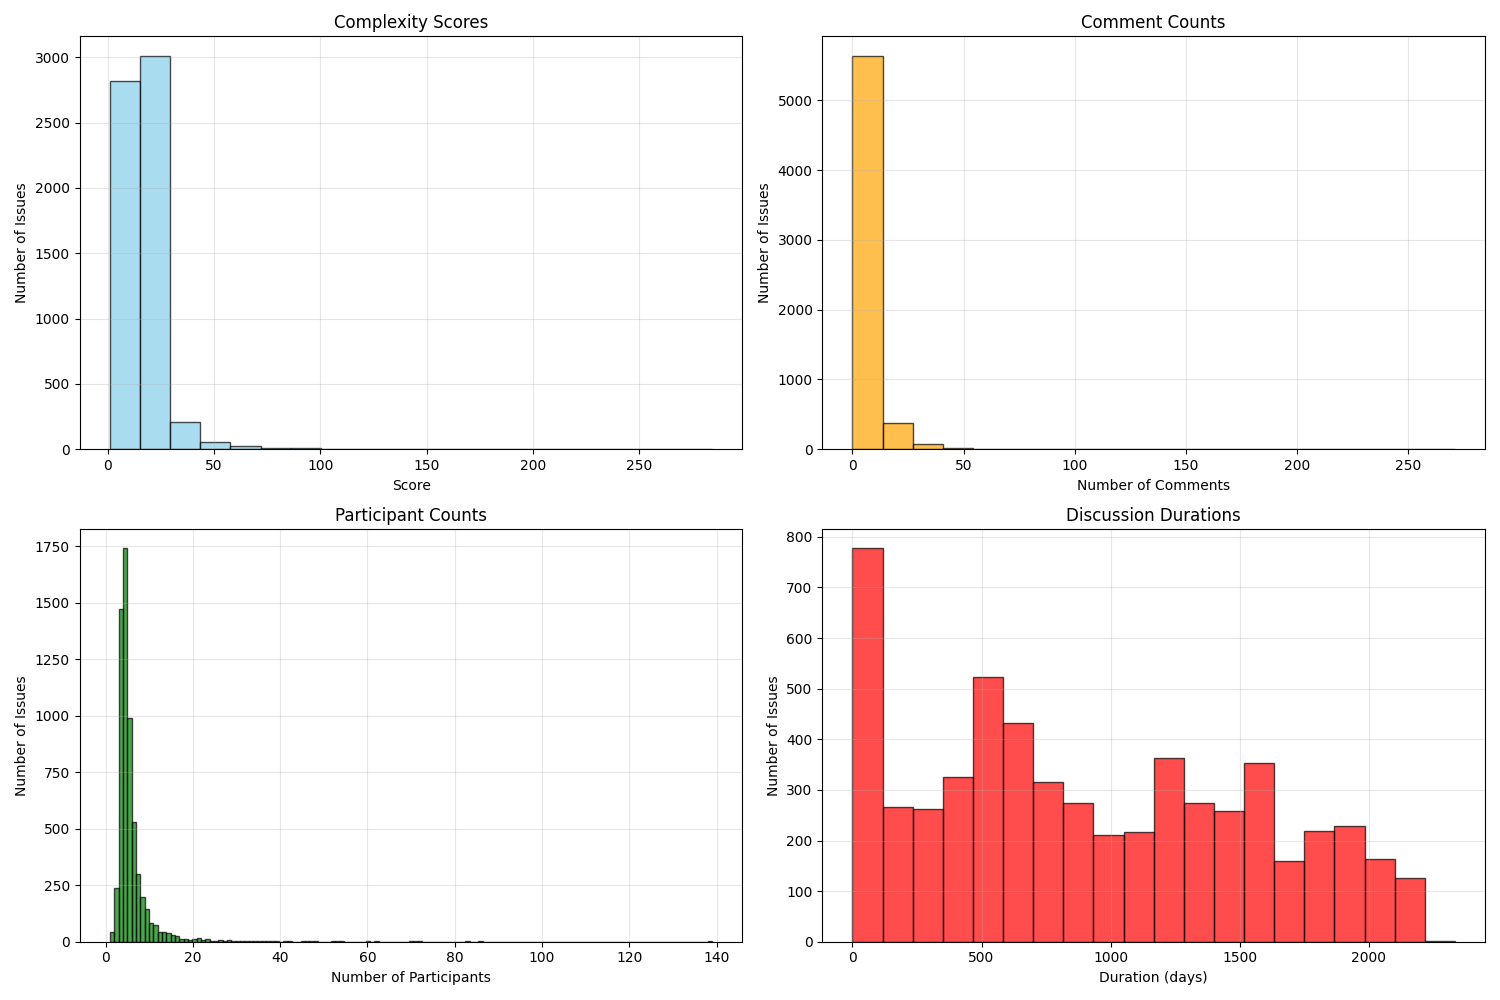 Complexity Scores
Number of Issues
3000
2500
2000
1500
1000
500
0
0 50 100 150 200 250
Score
Comment Counts
Number of Issues
5000
4000
3000
2000
1000
0
0 50 100 150 200 250
Number of Comments
Participant Counts
Number of Issues
1750
1500
1250
1000
750
500
250
0
0 20 40 60 80 100 120 140
Number of Participants
Discussion Durations
Number of Issues
800
700
600
500
400
300
200
100
0
0 500 1000 1500 2000
Duration (days)